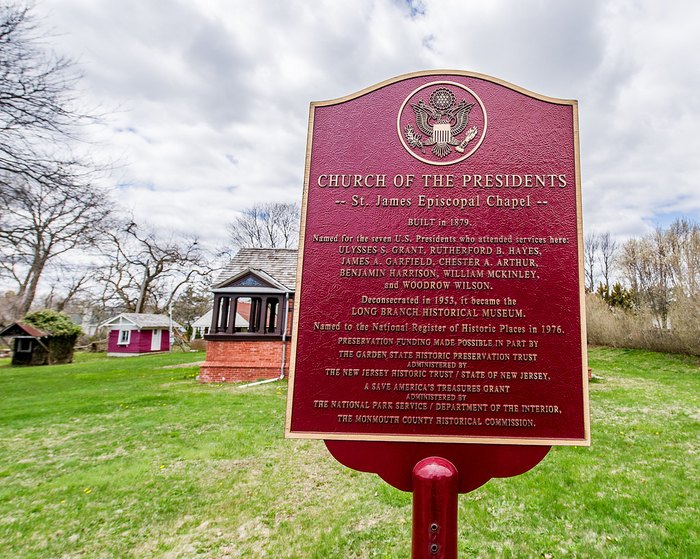 CHURCH OF THE PRESIDENTS
-- St. James Episcopal Chapel --
BUILT IN 1879.
Named for the seven U.S. Presidents who attended services here:
ULYSSES S. GRANT, RUTHERFORD B. HAYES,
JAMES A. GARFIELD, CHESTER A. ARTHUR,
BENJAMIN HARRISON, WILLIAM MCKINLEY,
AND WOODROW WILSON.
Deconsecrated in 1953, it became the
LONG BRANCH HISTORICAL MUSEUM.
Named to the National Register of Historic Places in 1976.
PRESERVATION FUNDING MADE POSSIBLE IN PART BY
THE GARDEN STATE HISTORIC PRESERVATION TRUST
ADMINISTERED BY
THE NEW JERSEY HISTORIC TRUST / STATE OF NEW JERSEY,
A SAVE AMERICA'S TREASURES GRANT
ADMINISTERED BY
THE NATIONAL PARK SERVICE / DEPARTMENT OF THE INTERIOR,
THE MONMOUTH COUNTY HISTORICAL COMMISSION.